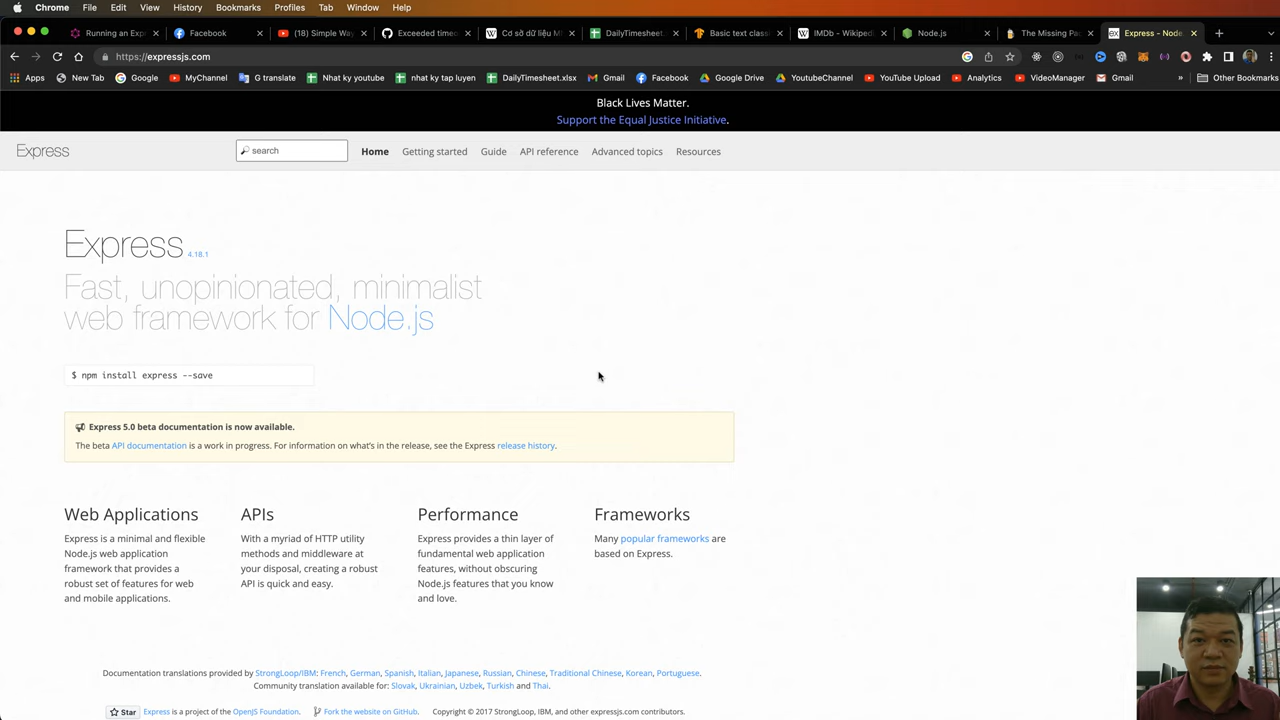 Chrome File Edit View History Bookmarks Profiles Tab Window Help
Running an Exp
Facebook
(18) Simple Way
Exceeded timeo
Cơ sở dữ liệu M
DailyTimesheet.
Basic text class
IMDb - Wikiped
Node.js
The Missing Pa
Express - Node
https://expressjs.com
Apps New Tab Google MyChannel G translate Nhat ky youtube nhat ky tap luyen DailyTimesheet.xlsx Gmail Facebook Google Drive YoutubeChannel YouTube Upload Analytics VideoManager Gmail » Other Bookmarks
Black Lives Matter.
Support the Equal Justice Initiative.
Express
search
Home Getting started Guide API reference Advanced topics Resources
Express 4.18.1
Fast, unopinionated, minimalist
web framework for Node.js
$ npm install express --save
Express 5.0 beta documentation is now available.
The beta API documentation is a work in progress. For information on what's in the release, see the Express release history.
Web Applications
Express is a minimal and flexible
Node.js web application
framework that provides a
robust set of features for web
and mobile applications.
APIs
With a myriad of HTTP utility
methods and middleware at
your disposal, creating a robust
API is quick and easy.
Performance
Express provides a thin layer of
fundamental web application
features, without obscuring
Node.js features that you know
and love.
Frameworks
Many popular frameworks are
based on Express.
Documentation translations provided by StrongLoop/IBM: French, German, Spanish, Italian, Japanese, Russian, Chinese, Traditional Chinese, Korean, Portuguese.
Community translation available for: Slovak, Ukrainian, Uzbek, Turkish and Thai.
Star Express is a project of the OpenJS Foundation. Fork the website on GitHub. Copyright © 2017 StrongLoop, IBM, and other expressjs.com contributors.